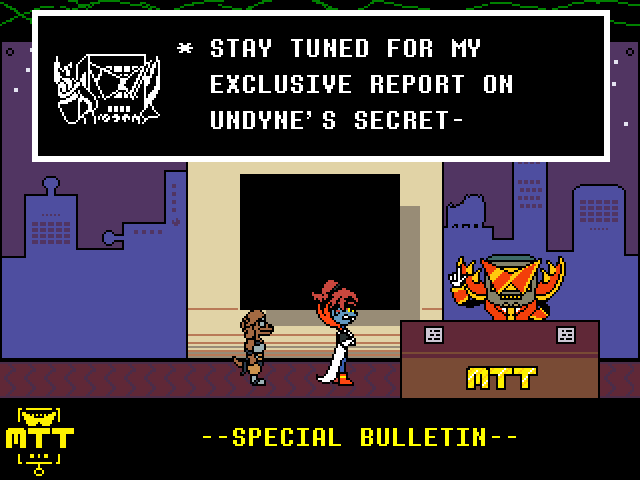 * STAY TUNED FOR MY
EXCLUSIVE REPORT ON
UNDYNE'S SECRET-
MTT
MTT
--SPECIAL BULLETIN--